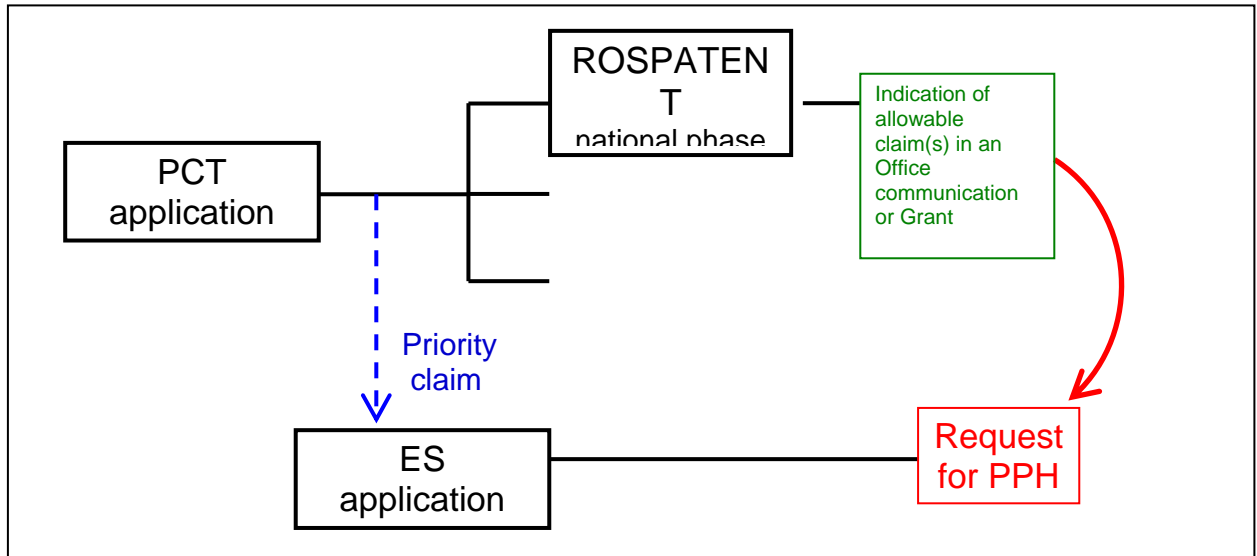 ROSPATEN
T
national phase
Indication of
allowable
claim(s) in an
Office
communication
or Grant
PCT
application
Priority
claim
ES
application
Request
for PPH